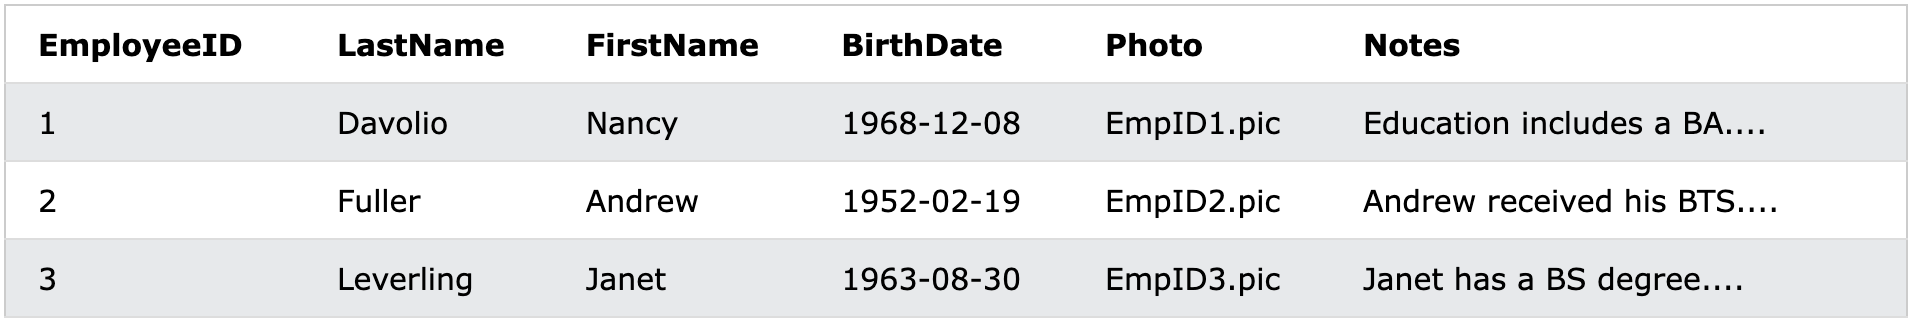 EmployeeID LastName FirstName BirthDate Photo Notes
1 Davolio Nancy 1968-12-08 EmpID1.pic Education includes a BA....
2 Fuller Andrew 1952-02-19 EmpID2.pic Andrew received his BTS....
3 Leverling Janet 1963-08-30 EmpID3.pic Janet has a BS degree....